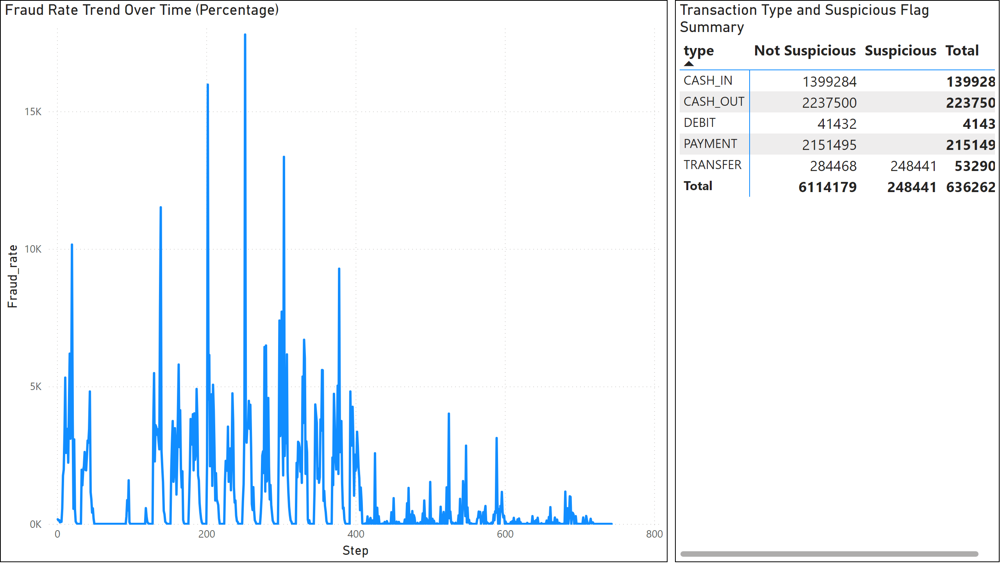 Fraud Rate Trend Over Time (Percentage)
15K
10K
5K
0K
Fraud_rate
0 200 400 600 800
Step
Transaction Type and Suspicious Flag
Summary
type Not Suspicious Suspicious Total
CASH_IN 1399284 139928
CASH_OUT 2237500 223750
DEBIT 41432 4143
PAYMENT 2151495 215149
TRANSFER 284468 248441 53290
Total 6114179 248441 636262